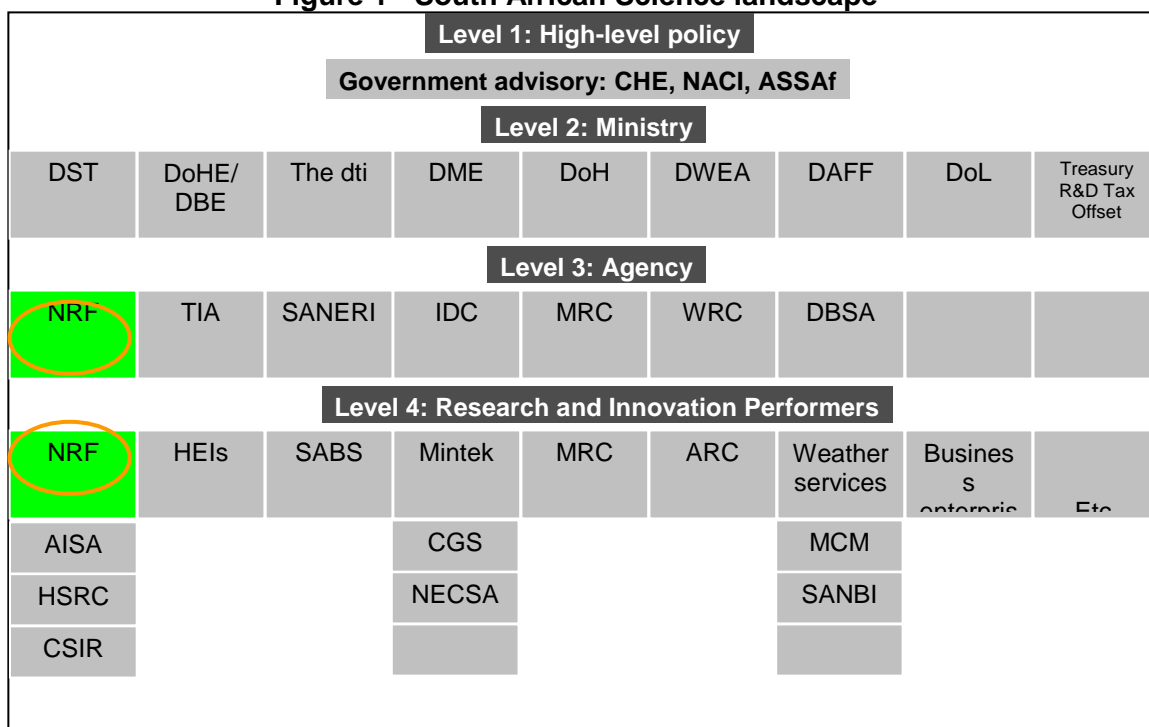 Figure 1 - South African Science landscape
Level 1: High-level policy
Government advisory: CHE, NACI, ASSAf
Level 2: Ministry
DST DoHE/ The dti DME DoH DWEA DAFF DoL Treasury
DBE R&D Tax
Offset
Level 3: Agency
NRF TIA SANERI IDC MRC WRC DBSA
Level 4: Research and Innovation Performers
NRF HEIs SABS Mintek MRC ARC Weather Busines
services s
enterpris Etc
AISA CGS MCM
HSRC NECSA SANBI
CSIR